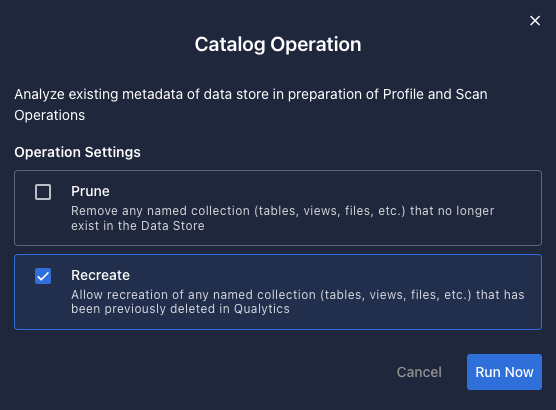 Catalog Operation
Analyze existing metadata of data store in preparation of Profile and Scan
Operations
Operation Settings
Prune
Remove any named collection (tables, views, files, etc.) that no longer
exist in the Data Store
Recreate
Allow recreation of any named collection (tables, views, files, etc.) that has
been previously deleted in Qualytics
Cancel
Run Now